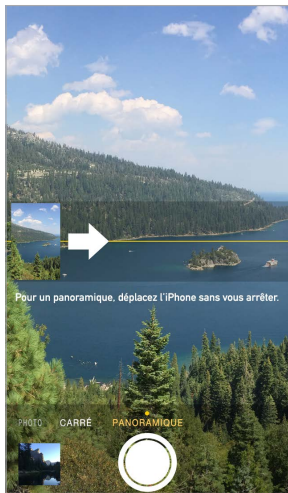 Pour un panoramique, déplacez l'iPhone sans vous arrêter.
PHOTO CARRÉ PANORAMIQUE